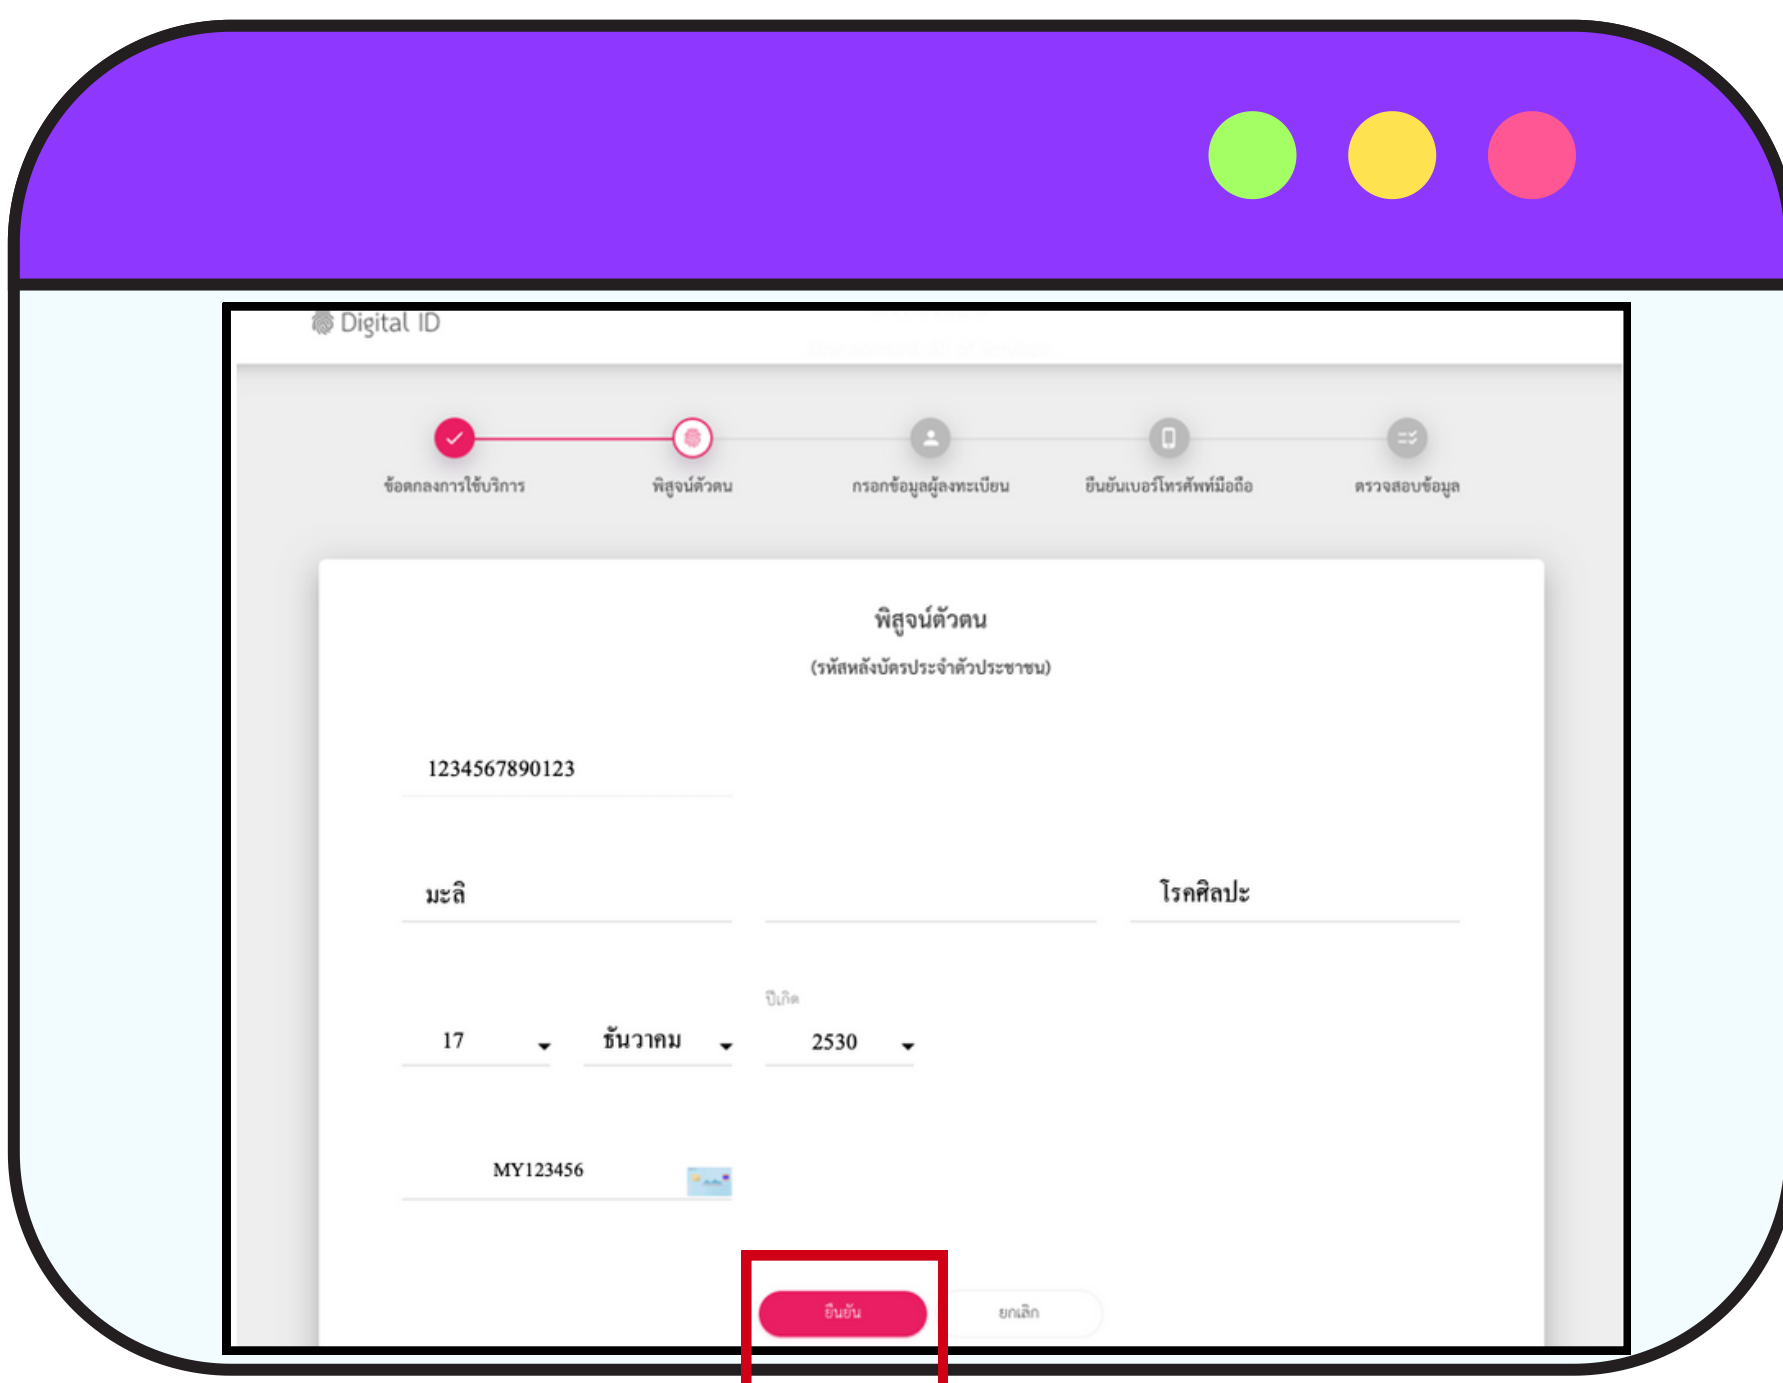 Digital ID
ข้อตกลงการใช้บริการ พิสูจน์ตัวตน กรอกข้อมูลผู้ลงทะเบียน ยืนยันเบอร์โทรศัพท์มือถือ ตรวจสอบข้อมูล
พิสูจน์ตัวตน
(รหัสหลังบัตรประจำตัวประชาชน)
1234567890123
มะลิ โรคศิลปะ
ปีเกิด
17 ธันวาคม 2530
MY123456
ยืนยัน ยกเลิก